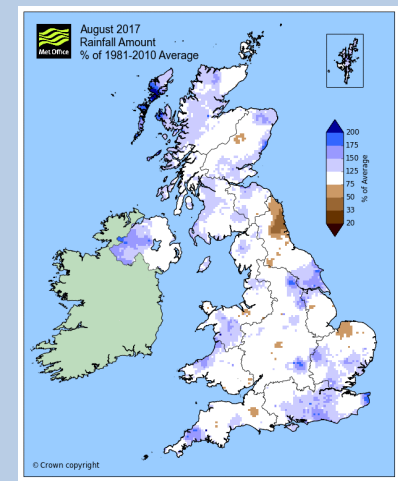 Met Office
August 2017
Rainfall Amount
% of 1981-2010 Average
200
175
150
125
75
50
33
20
% of Average
© Crown copyright